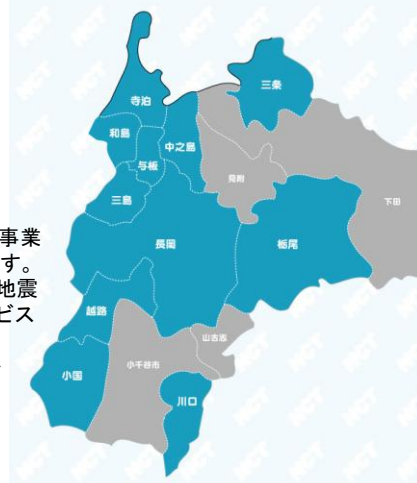 寺泊
三条
和島
中之島
与板
見附
下田
三島
長岡
栃尾
事業
す。
地震
ビス
越路
山古志
小千谷市
小国
川口